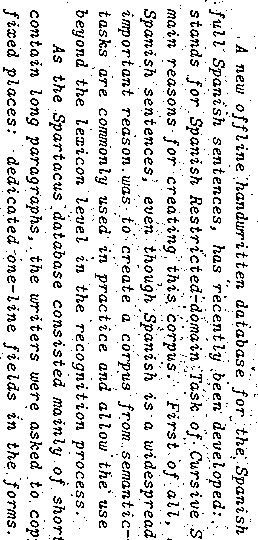 A new offline handwritten database for the Spanish
full Spanish sentences, has recently been developed:
stands for Spanish Restricted-domain Task of Cursive S
main reasons for creating this corpus. First of all,
Spanish sentences, even though Spanish is a widespread
important reason was to create a corpus from semantic-
tasks are commonly used in practice and allow the use
beyond the lexicon level in the recognition process.
As the Spartacus database consisted mainly of short
contain long paragraphs, the writers were asked to cop
fixed places: dedicated one-line fields in the forms.